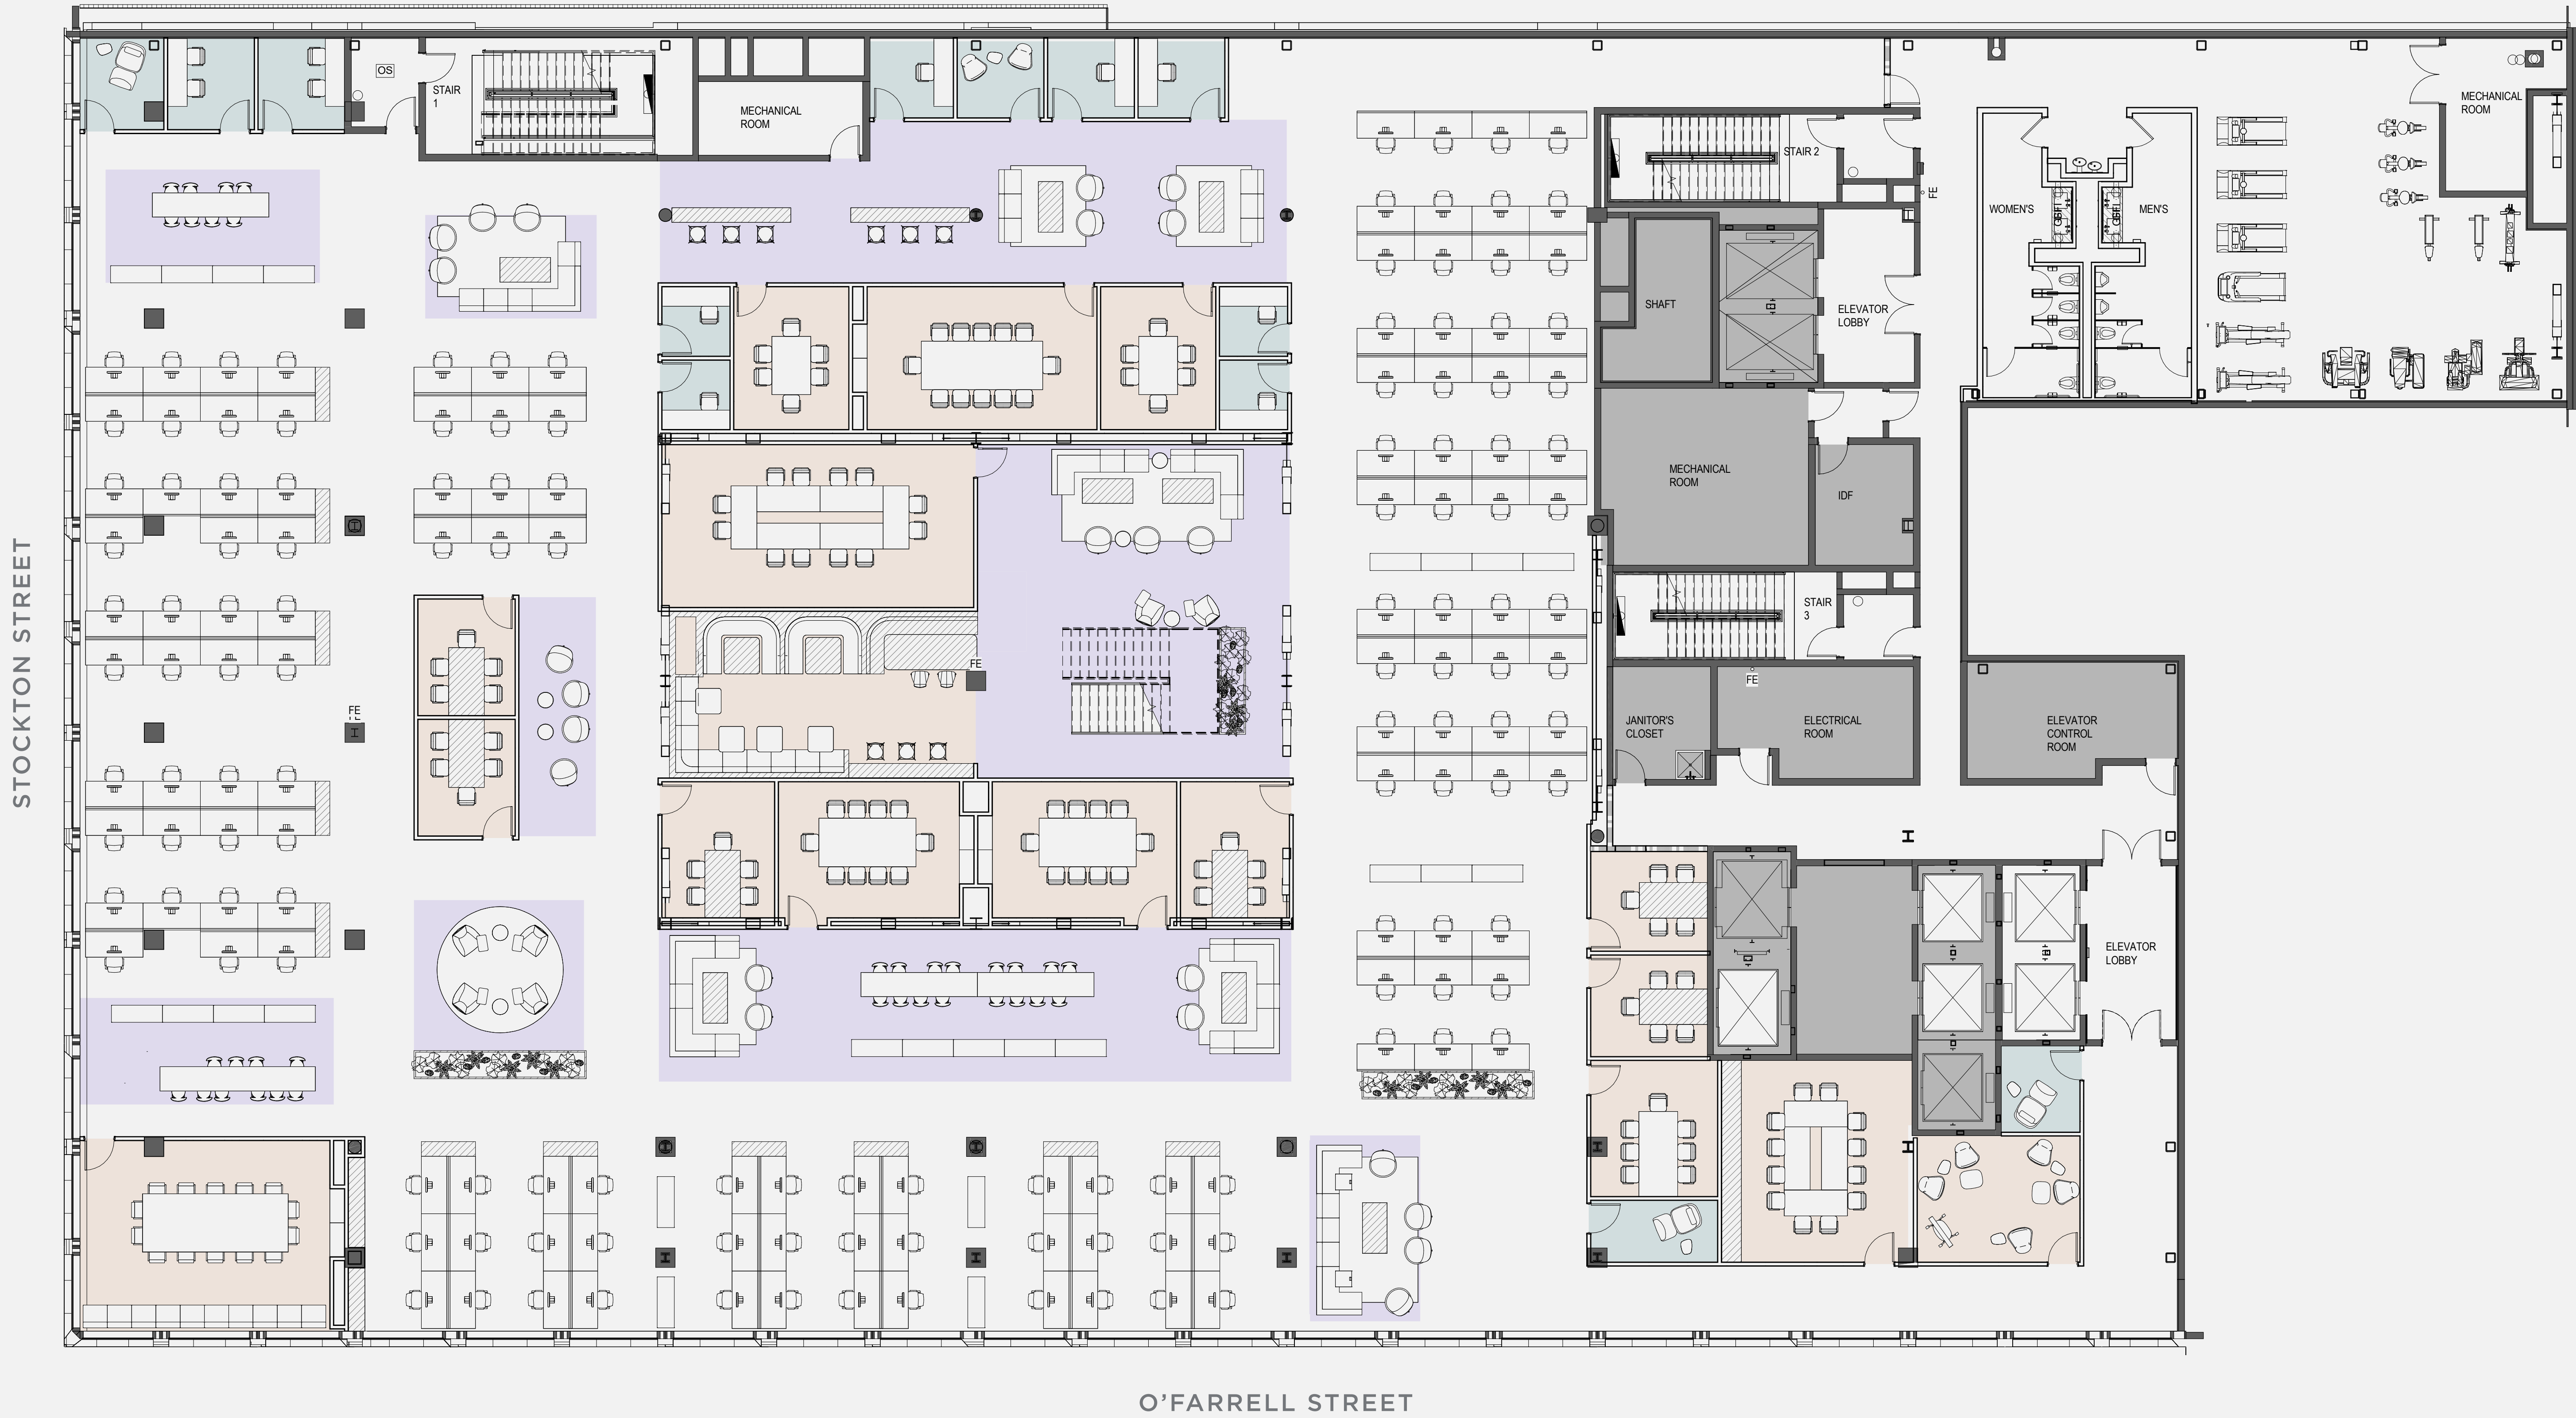 OS
STAIR
1
MECHANICAL
ROOM
STAIR 2
FE
WOMEN'S
MEN'S
MECHANICAL
ROOM
SHAFT
ELEVATOR
LOBBY
MECHANICAL
ROOM
IDF
STAIR
3
FE
FE
FE
JANITOR'S
CLOSET
ELECTRICAL
ROOM
ELEVATOR
CONTROL
ROOM
ELEVATOR
LOBBY
STOCKTON STREET
O'FARRELL STREET